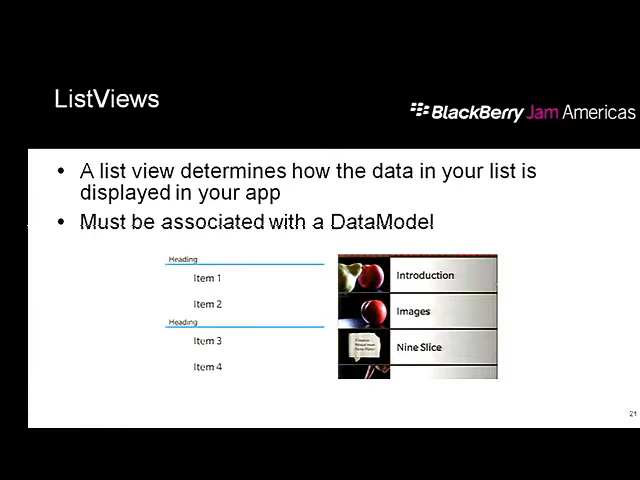 ListViews
BlackBerry Jam Americas
• A list view determines how the data in your list is
displayed in your app
• Must be associated with a DataModel
Heading
Item 1
Item 2
Heading
Item 3
Item 4
Introduction
Images
Nine Slice
21